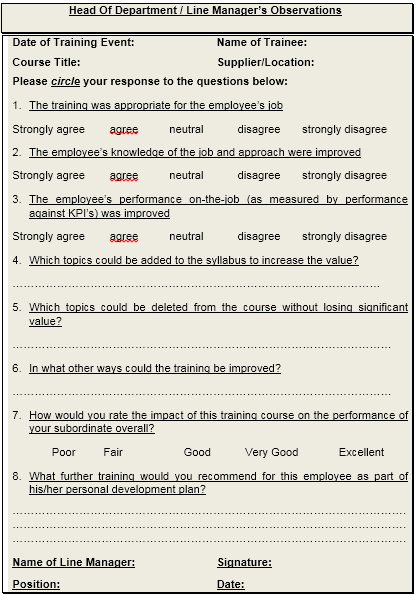 Head Of Department / Line Manager's Observations
Date of Training Event: Name of Trainee:
Course Title: Supplier/Location:
Please circle your response to the questions below:
1. The training was appropriate for the employee's job
Strongly agree agree neutral disagree strongly disagree
2. The employee's knowledge of the job and approach were improved
Strongly agree agree neutral disagree strongly disagree
3. The employee's performance on-the-job (as measured by performance
against KPI's) was improved
Strongly agree agree neutral disagree strongly disagree
4. Which topics could be added to the syllabus to increase the value?
5. Which topics could be deleted from the course without losing significant
value?
6. In what other ways could the training be improved?
7. How would you rate the impact of this training course on the performance of
your subordinate overall?
Poor Fair Good Very Good Excellent
8. What further training would you recommend for this employee as part of
his/her personal development plan?
Name of Line Manager: Signature:
Position: Date: